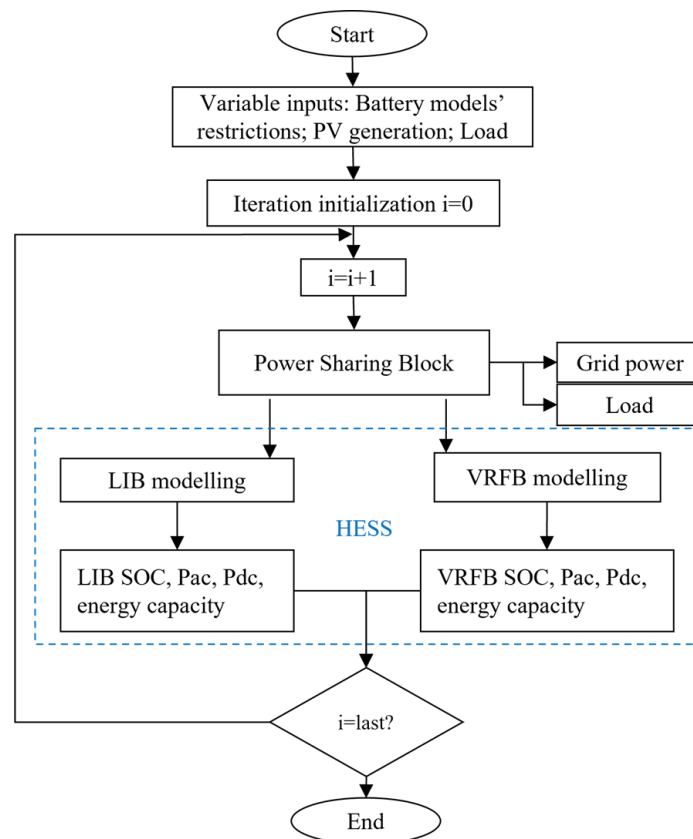 Start
Variable inputs: Battery models’
restrictions; PV generation; Load
Iteration initialization i=0
i=i+1
Power Sharing Block
Grid power
Load
LIB modelling
VRFB modelling
HESS
LIB SOC, Pac, Pdc,
energy capacity
VRFB SOC, Pac, Pdc,
energy capacity
i=last?
End